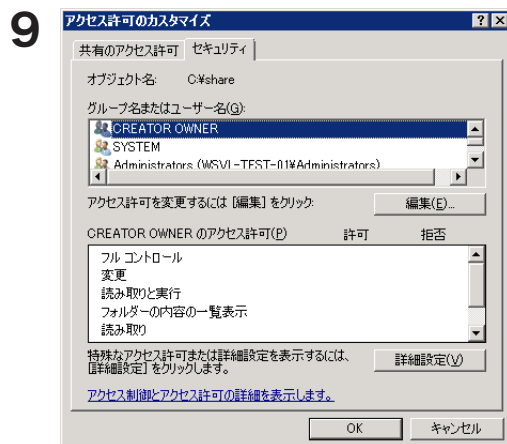 9
アクセス許可のカスタマイズ
共有のアクセス許可 セキュリティ
オブジェクト名: C:¥share
グループ名またはユーザー名(G):
CREATOR OWNER
SYSTEM
Administrators (WSVL-TEST-01¥Administrators)
アクセス許可を変更するには [編集] をクリック: 編集(E)...
CREATOR OWNER のアクセス許可(P) 許可 拒否
フル コントロール
変更
読み取りと実行
フォルダーの内容の一覧表示
読み取り
特殊なアクセス許可または詳細設定を表示するには、 詳細設定(V)
[詳細設定] をクリックします。
アクセス制御とアクセス許可の詳細を表示します。
OK キャンセル